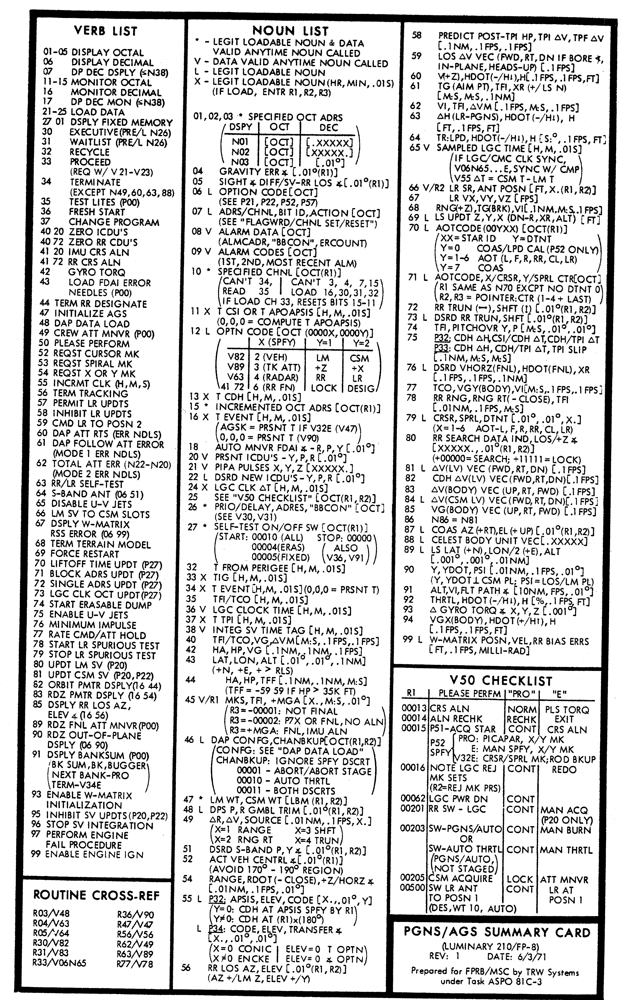 VERB LIST
01-05 DISPLAY OCTAL
06 DISPLAY DECIMAL
07 DP DEC DSPLY (≤N38)
11-15 MONITOR OCTAL
16 MONITOR DECIMAL
17 DP DEC MON (≤N38)
21-25 LOAD DATA
27 01 DSPLY FIXED MEMORY
30 EXECUTIVE(PRE/L N26)
31 WAITLIST (PRE/L N26)
32 RECYCLE
33 PROCEED
(REQ W/ V 21-V23)
34 TERMINATE
(EXCEPT N49,60,63,88)
35 TEST LITES (P00)
36 FRESH START
37 CHANGE PROGRAM
40 20 ZERO ICDU'S
40 72 ZERO RR CDU'S
41 20 IMU CRS ALN
41 72 RR CRS ALN
42 GYRO TORQ
43 LOAD FDAI ERROR
NEEDLES (P00)
44 TERM RR DESIGNATE
47 INITIALIZE AGS
48 DAP DATA LOAD
49 CREW ATT MNVR (P00)
50 PLEASE PERFORM
52 REQST CURSOR MK
53 REQST SPIRAL MK
54 REQST X OR Y MK
55 INCRMT CLK (H,M,S)
56 TERM TRACKING
57 PERMIT LR UPDTS
58 INHIBIT LR UPDTS
59 CMD LR TO POSN 2
60 DAP ATT RTS (ERR NDLS)
61 DAP FOLLOW ATT ERROR
(MODE 1 ERR NDLS)
62 TOTAL ATT ERR (N22-N20)
(MODE 2 ERR NDLS)
63 RR/LR SELF-TEST
64 S-BAND ANT (06 51)
65 DISABLE U-V JETS
66 LM SV TO CSM SLOTS
67 DSPLY W-MATRIX
RSS ERROR (06 99)
68 TERM TERRAIN MODEL
69 FORCE RESTART
70 LIFTOFF TIME UPDT (P27)
71 BLOCK ADRS UPDT (P27)
72 SINGLE ADRS UPDT (P27)
73 LGC CLK OCT UPDT(P27)
74 START ERASABLE DUMP
75 ENABLE U-V JETS
76 MINIMUM IMPULSE
77 RATE CMD/ATT HOLD
78 START LR SPURIOUS TEST
79 STOP LR SPURIOUS TEST
80 UPDT LM SV (P20)
81 UPDT CSM SV (P20,P22)
82 ORBIT PMTR DSPLY(16 44)
83 RDZ PMTR DSPLY (16 54)
85 DSPLY RR LOS AZ,
ELEV ∡ (16 56)
89 RDZ FNL ATT MNVR(P00)
90 RDZ OUT-OF-PLANE
DSPLY (06 90)
91 DSPLY BANKSUM (P00)
(BK SUM,BK,BUGGER
NEXT BANK-PRO
TERM-V34E)
93 ENABLE W-MATRIX
INITIALIZATION
95 INHIBIT SV UPDTS(P20,P22)
96 STOP SV INTEGRATION
97 PERFORM ENGINE
FAIL PROCEDURE
99 ENABLE ENGINE IGN
ROUTINE CROSS-REF
R03/V48 R36/V90
R04/V63 R47/V47
R05/V64 R56/V56
R30/V82 R62/V49
R31/V83 R63/V89
R33/V06N65 R77/V78
NOUN LIST
* - LEGIT LOADABLE NOUN & DATA
VALID ANYTIME NOUN CALLED
V - DATA VALID ANYTIME NOUN CALLED
L - LEGIT LOADABLE NOUN
X - LEGIT LOADABLE NOUN(HR, MIN, .01S)
(IF LOAD, ENTR R1, R2, R3)
01,02,03 * SPECIFIED OCT ADRS
DSPY OCT DEC
N01 [OCT] [.XXXXX]
N02 [OCT] [XXXXX.]
N03 [OCT] [.01°]
04 GRAVITY ERR ∡ [.01°(R1)]
05 SIGHT ∡ DIFF/SV-RR LOS ∡[.01°(R1)]
06 L OPTION CODE[OCT]
(SEE P21, P22, P52, P57)
07 L ADRS/CHNL, BIT ID, ACTION [OCT]
(SEE "FLAGWRD/CHNL SET/RESET")
08 V ALARM DATA [OCT]
(ALMCADR, "BBCON", ERCOUNT)
09 V ALARM CODES [OCT]
(1ST, 2ND, MOST RECENT ALM)
10 * SPECIFIED CHNL [OCT(R1)]
(CAN'T 34, | CAN'T 3, 4, 7,15
READ 35 | LOAD 16,30,31,32
IF LOAD CH 33, RESETS BITS 15-11)
11 X T CSI OR T APOAPSIS [H, M, .01S]
(0,0,0 = COMPUTE T APOAPSIS)
12 L OPTN CODE [OCT (0000X, 0000Y)]
X (SPFY) Y=1 Y=2
V82 2 (VEH) LM CSM
V89 3 (TK ATT) +Z +X
V63 4 (RADAR) RR LR
41 72 6 (RR FN) LOCK DESIG
13 X T CDH [H, M, .01S]
15 * INCREMENTED OCT ADRS [OCT(R1)]
16 X T EVENT [H, M, .01S]
(AGSK = PRSNT T IF V32E (V47)
0,0,0 = PRSNT T (V90))
18 AUTO MNVR FDAI ∡ - R, P, Y [.01°]
20 V PRSNT ICDU'S - Y, P, R [.01°]
21 V PIPA PULSES X, Y, Z [XXXXX.]
22 L DSRD NEW ICDU'S-Y, P, R [.01°]
24 X LGC CLK ΔT [H, M, .01S]
25 SEE "V50 CHECKLIST" [OCT(R1, R2)]
26 * PRIO/DELAY, ADRES, "BBCON" [OCT]
(SEE V30, V31)
27 * SELF-TEST ON/OFF SW [OCT(R1)]
(START: 00010 (ALL) STOP: 00000
00004(ERAS) (ALSO
00005(FIXED) V36, V91))
32 T FROM PERIGEE [H, M, .01S]
33 X TIG [H, M, .01S]
34 X T EVENT[H,M, .01S](0,0,0 = PRSNT T)
35 TFI/TCO [H, M, .01S]
36 V LGC CLOCK TIME [H, M, .01S]
37 X T TPI [H, M, .01S]
38 V INTEG SV TIME TAG [H, M, .01S]
40 TFI/TCO, VG, ΔVM[M:S, .1FPS, .1FPS]
42 HA, HP, VG [.1NM, .1NM, .1FPS]
43 LAT, LON, ALT [.01°, .01°, .1NM]
(+N, +E, + > RLS)
44 HA, HP, TFF [.1NM, .1NM, M:S]
(TFF = -59 59 IF HP > 35K FT)
45 V/R1 MKS, TFI, +MGA [X., M:S, .01°]
(R3=-00001: NOT FINAL
R3=-00002: P7X OR FNL, NO ALN
R3=+MGA: FNL, IMU ALN)
46 L DAP CONFG, CHANBKUP[OCT(R1,R2)]
(CONFG: SEE "DAP DATA LOAD"
CHANBKUP: IGNORE SPFY DSCRT
00001 - ABORT/ABORT STAGE
00010 - AUTO THRTL
00011 - BOTH DSCRTS)
47 * LM WT, CSM WT [LBM (R1, R2)]
48 L DPS P, R GMBL TRIM [.01°(R1, R2)]
49 ΔR, ΔV, SOURCE [.01NM, .1FPS, X.]
(X=1 RANGE X=3 SHFT
X=2 RNG RT X=4 TRUN)
51 DSRD S-BAND P, Y ∡ [.01°(R1, R2)]
52 ACT VEH CENTRL ∡[.01°(R1)]
(AVOID 170° - 190° REGION)
54 RANGE, RDOT (- CLOSE), +Z/HORZ ∡
[.01NM, .1FPS, .01°]
55 L P32: APSIS, ELEV, CODE [X., .01°, Y]
(Y=0: CDH AT APSIS SPFY BY R1
Y≠0: CDH AT (R1)x(180°))
L P34: CODE, ELEV, TRANSFER ∡
[X., .01°, .01°]
(X=0 CONIC | ELEV=0 T OPTN
X≠0 ENCKE | ELEV= 0 ∡ OPTN)
56 RR LOS AZ, ELEV [.01°(R1, R2)]
(AZ +/LM Z, ELEV +/Y)
58 PREDICT POST-TPI HP, TPI ΔV, TPF ΔV
[.1NM, .1FPS, .1FPS]
59 LOS ΔV VEC (FWD, RT, DN IF BORE ∡,
IN-PLANE, HEADS-UP) [.1FPS]
60 V(+Z), HDOT(-/H↓), H[.1FPS, .1FPS, FT]
61 TG (AIM PT), TFI, XR (+/LS N)
[M:S, M:S, .1NM]
62 VI, TFI, ΔVM [.1FPS, M:S, .1FPS]
63 ΔH (LR-PGNS), HDOT (-/H↓), H
[FT, .1FPS, FT]
64 TR:LPD, HDOT(-/H↓), H [S:°, .1FPS, FT]
65 V SAMPLED LGC TIME [H, M, .01S]
(IF LGC/CMC CLK SYNC,
V06N65...E, SYNC W/ CMP
V55 ΔT = CSM T - LM T)
66 V/R2 LR SR, ANT POSN [FT, X.(R1, R2)]
67 LR VX, VY, VZ [FPS]
68 RNG(+Z), TG(BRK), VI[.1NM, M:S, .1FPS]
69 L LS UPDT Z, Y, X (DN-R, XR, ALT) [FT]
70 L AOTCODE (00YXX) [OCT(R1)]
(XX=STAR ID Y=DTNT
Y=0 COAS/LPD CAL (P52 ONLY)
Y=1-6 AOT (L, F, R, RR, CL, LR)
Y=7 COAS)
71 L AOTCODE, X/CRSR, Y/SPRL CTR[OCT]
(R1 SAME AS N70 EXCPT NO DTNT 0
R2, R3 = POINTER:CTR (1-4 + LAST))
72 RR TRUN (↔), SHFT (↕) [.01°(R1, R2)]
73 L DSRD RR TRUN, SHFT [.01°(R1, R2)]
74 TFI, PITCHOVR Y, P [M:S, .01°, .01°]
75 P32: CDH ΔH, CSI/CDH ΔT, CDH/TPI ΔT
P33: CDH ΔH, CDH/TPI ΔT, TPI SLIP
[.1NM, M:S, M:S]
76 L DSRD VHORZ(FNL), HDOT(FNL), XR
[.1FPS, .1FPS, .1NM]
77 TCO, VGY(BODY), VI[M:S, .1FPS, .1FPS]
78 RR RNG, RNG RT(- CLOSE), TFI
[.01NM, .1FPS, M:S]
79 L CRSR, SPRL, DTNT [.01°, .01°, X.]
(X=1-6 AOT-L, F, R, RR, CL, LR)
80 RR SEARCH DATA IND, LOS/+Z ∡
[XXXXX., .01°(R1, R2)]
(+00000= SEARCH; +11111= LOCK)
81 L ΔV(LV) VEC (FWD, RT, DN) [.1FPS]
82 CDH ΔV(LV) VEC (FWD,RT,DN)[.1FPS]
83 ΔV(BODY) VEC (UP, RT, FWD) [.1FPS]
84 L ΔV(CSM LV) VEC (FWD, RT, DN)[.1FPS]
85 VG(BODY) VEC (UP, RT, FWD) [.1FPS]
86 N86 = N81
87 L COAS AZ (+RT), EL (+ UP) [.01°(R1,R2)]
88 L CELEST BODY UNIT VEC[.XXXXX]
89 L LS LAT (+N), LON/2 (+E), ALT
[.001°, .001°, .01NM]
90 Y, YDOT, PSI [.01NM, .1FPS, .01°]
(Y, YDOT⊥CSM PL; PSI=LOS/LM PL)
91 ALT, VI, FLT PATH ∡ [10NM, FPS, .01°]
92 THRTL, HDOT (-/H↓), H [%, .1FPS, FT]
93 Δ GYRO TORQ ∡ X, Y, Z [.001°]
94 VGX(BODY), HDOT (+/H↑), H
[.1FPS, .1FPS, FT]
99 L W-MATRIX POSN, VEL, RR BIAS ERRS
[FT, .1FPS, MILLI-RAD]
V50 CHECKLIST
R1 PLEASE PERFM "PRO" "E"
00013 CRS ALN NORM PLS TORQ
00014 ALN RECHK RECHK EXIT
00015 P51-ACQ STAR CONT CRS ALN
P52 SPFY PRO: PICAPAR, X/Y MK
E: MAN SPFY, X/Y MK
V32E: CRSR/SPRL MK;ROD BKUP
00016 NOTE LGC REJ CONT REDO
MK SETS
(R2=REJ MK PRS)
00062 LGC PWR DN CONT
00201 RR SW - LGC CONT MAN ACQ
(P20 ONLY)
00203 SW-PGNS/AUTO CONT MAN BURN
OR
SW-AUTO THRTL CONT MAN THRTL
(PGNS/AUTO,
NOT STAGED)
00205 CSM ACQUIRE LOCK ATT MNVR
00500 SW LR ANT CONT LR AT
TO POSN 1 POSN 1
(DES, WT 10, AUTO)
PGNS/AGS SUMMARY CARD
(LUMINARY 210/FP-8)
REV: 1 DATE: 6/3/71
Prepared for FPRB/MSC by TRW Systems
under Task ASPO 81C-3